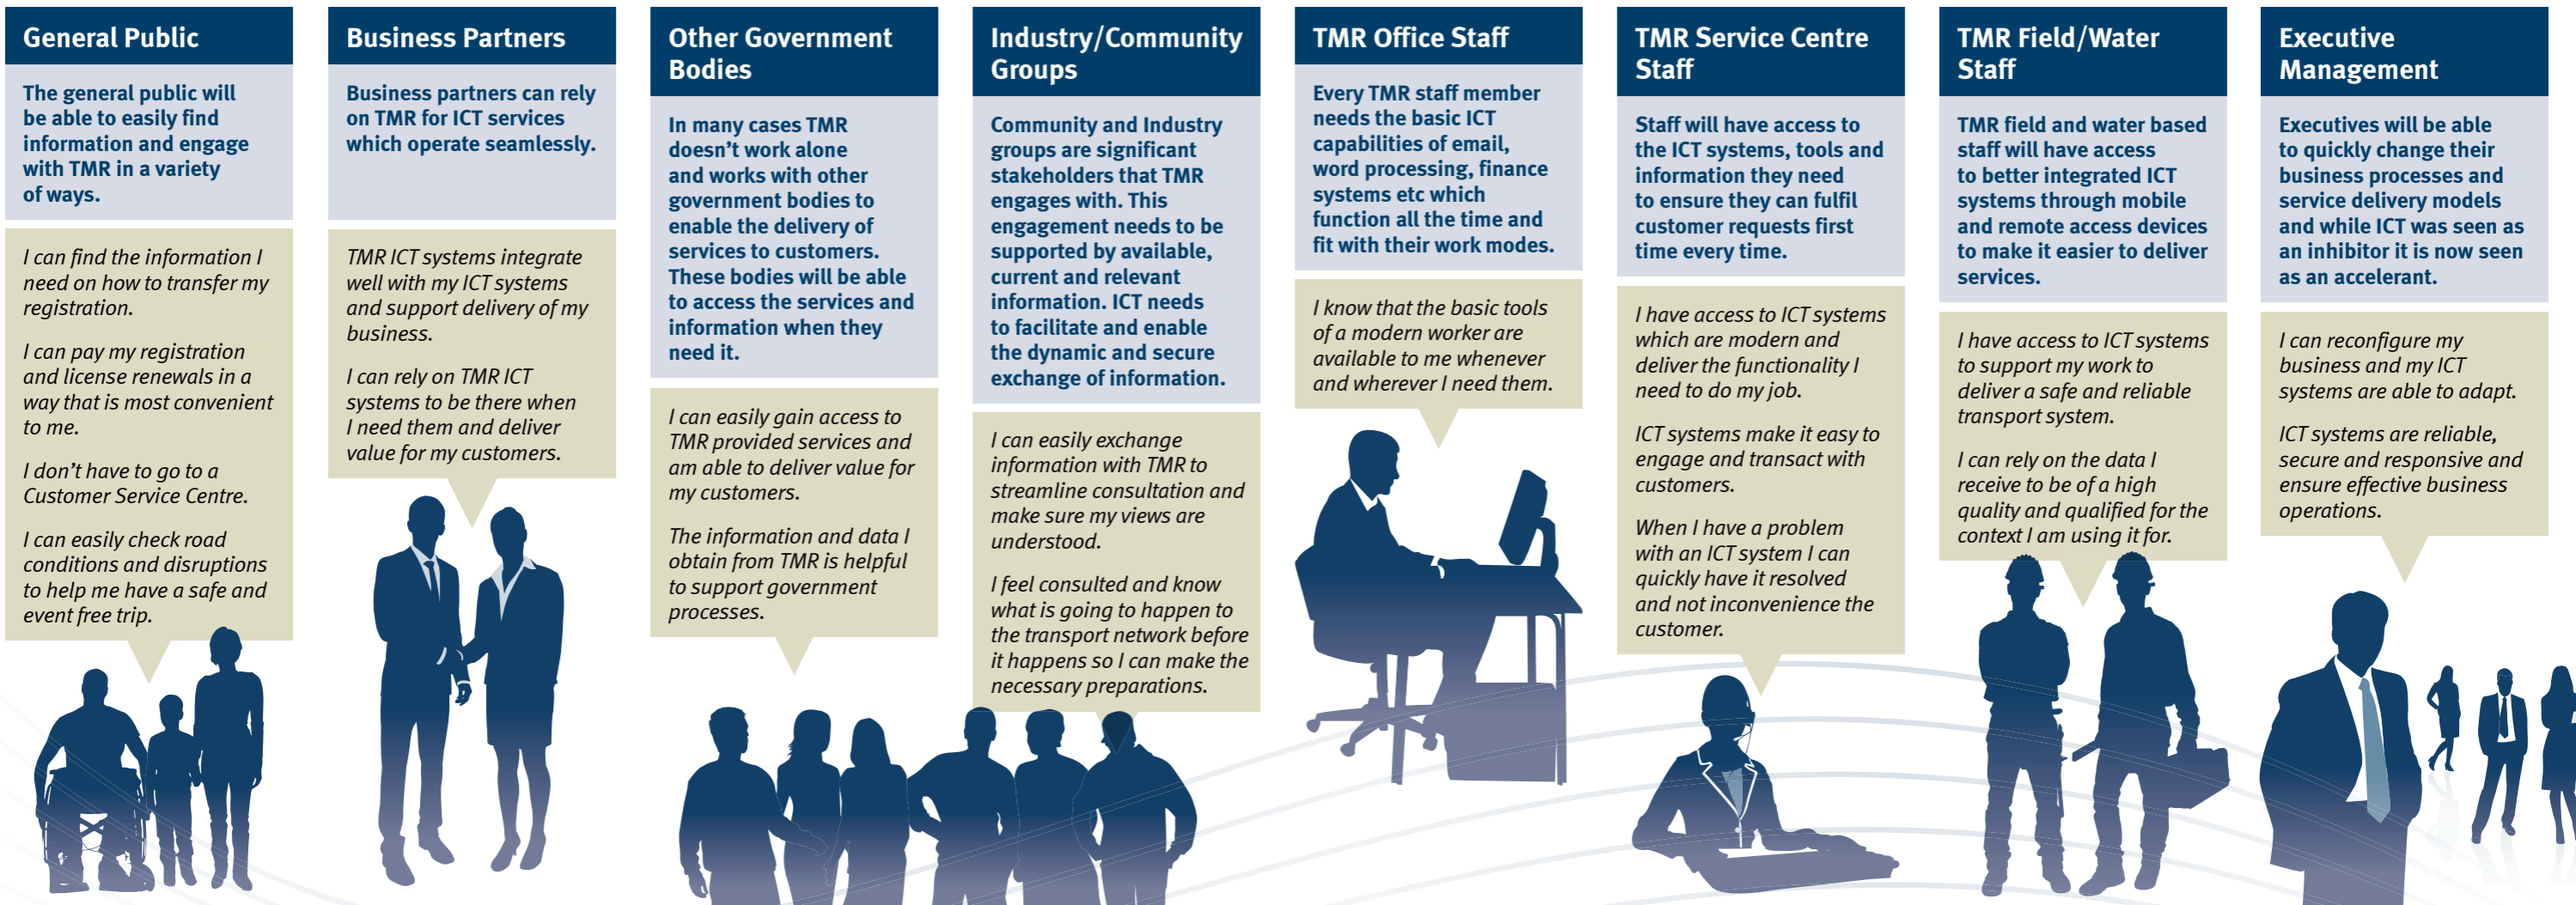 General Public
The general public will
be able to easily find
information and engage
with TMR in a variety
of ways.
I can find the information I
need on how to transfer my
registration.
I can pay my registration
and license renewals in a
way that is most convenient
to me.
I don't have to go to a
Customer Service Centre.
I can easily check road
conditions and disruptions
to help me have a safe and
event free trip.
Business Partners
Business partners can rely
on TMR for ICT services
which operate seamlessly.
TMR ICT systems integrate
well with my ICT systems
and support delivery of my
business.
I can rely on TMR ICT
systems to be there when
I need them and deliver
value for my customers.
Other Government
Bodies
In many cases TMR
doesn't work alone
and works with other
government bodies to
enable the delivery of
services to customers.
These bodies will be able
to access the services and
information when they
need it.
I can easily gain access to
TMR provided services and
am able to deliver value for
my customers.
The information and data I
obtain from TMR is helpful
to support government
processes.
Industry/Community
Groups
Community and Industry
groups are significant
stakeholders that TMR
engages with. This
engagement needs to be
supported by available,
current and relevant
information. ICT needs
to facilitate and enable
the dynamic and secure
exchange of information.
I can easily exchange
information with TMR to
streamline consultation and
make sure my views are
understood.
I feel consulted and know
what is going to happen to
the transport network before
it happens so I can make the
necessary preparations.
TMR Office Staff
Every TMR staff member
needs the basic ICT
capabilities of email,
word processing, finance
systems etc which
function all the time and
fit with their work modes.
I know that the basic tools
of a modern worker are
available to me whenever
and wherever I need them.
TMR Service Centre
Staff
Staff will have access to
the ICT systems, tools and
information they need
to ensure they can fulfil
customer requests first
time every time.
I have access to ICT systems
which are modern and
deliver the functionality I
need to do my job.
ICT systems make it easy to
engage and transact with
customers.
When I have a problem
with an ICT system I can
quickly have it resolved
and not inconvenience the
customer.
TMR Field/Water
Staff
TMR field and water based
staff will have access
to better integrated ICT
systems through mobile
and remote access devices
to make it easier to deliver
services.
I have access to ICT systems
to support my work to
deliver a safe and reliable
transport system.
I can rely on the data I
receive to be of a high
quality and qualified for the
context I am using it for.
Executive
Management
Executives will be able
to quickly change their
business processes and
service delivery models
and while ICT was seen as
an inhibitor it is now seen
as an accelerant.
I can reconfigure my
business and my ICT
systems are able to adapt.
ICT systems are reliable,
secure and responsive and
ensure effective business
operations.